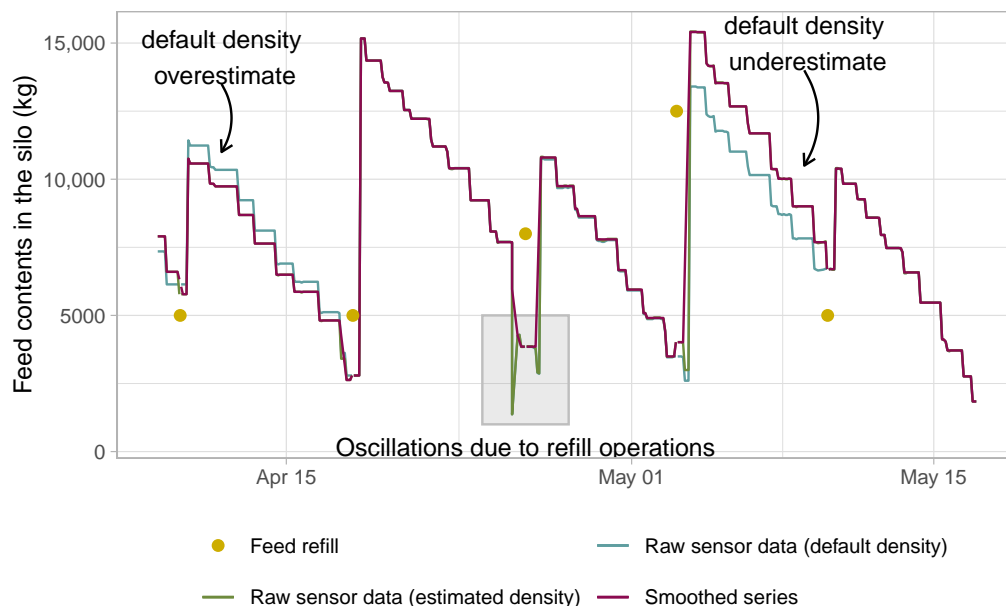 default density
overestimate
default density
underestimate
Feed contents in the silo (kg)
15,000
10,000
5000
0
Oscillations due to refill operations
Apr 15
May 01
May 15
Feed refill
Raw sensor data (default density)
Raw sensor data (estimated density)
Smoothed series